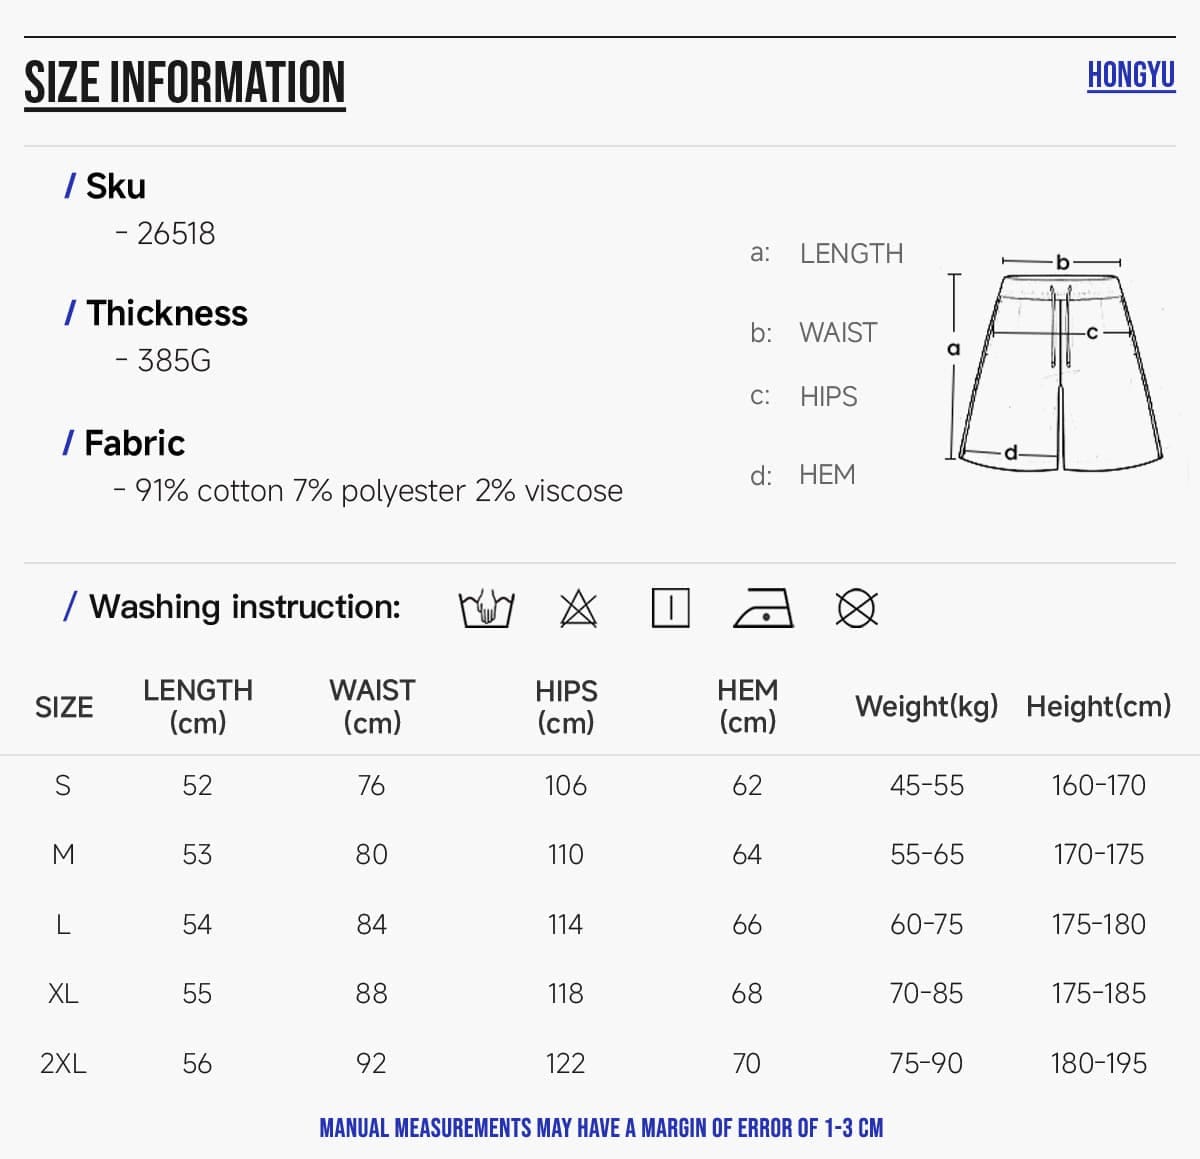 SIZE INFORMATION
HONGYU
/ Sku
- 26518
/ Thickness
- 385G
/ Fabric
- 91% cotton 7% polyester 2% viscose
a: LENGTH
b: WAIST
c: HIPS
d: HEM
b
a
c
d
/ Washing instruction:
SIZE LENGTH (cm) WAIST (cm) HIPS (cm) HEM (cm) Weight(kg) Height(cm)
S 52 76 106 62 45-55 160-170
M 53 80 110 64 55-65 170-175
L 54 84 114 66 60-75 175-180
XL 55 88 118 68 70-85 175-185
2XL 56 92 122 70 75-90 180-195
MANUAL MEASUREMENTS MAY HAVE A MARGIN OF ERROR OF 1-3 CM